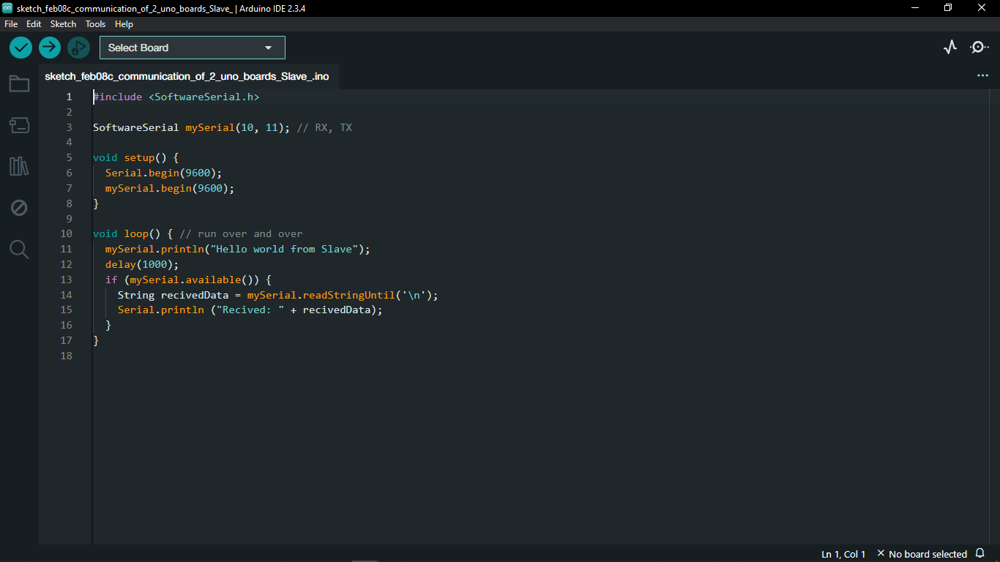 sketch_feb08c_communication_of_2_uno_boards_Slave_ | Arduino IDE 2.3.4
File Edit Sketch Tools Help
Select Board
sketch_feb08c_communication_of_2_uno_boards_Slave_.ino
1 #include <SoftwareSerial.h>
2
3 SoftwareSerial mySerial(10, 11); // RX, TX
4
5 void setup() {
6   Serial.begin(9600);
7   mySerial.begin(9600);
8 }
9
10 void loop() { // run over and over
11   mySerial.println("Hello world from Slave");
12   delay(1000);
13   if (mySerial.available()) {
14     String recivedData = mySerial.readStringUntil('\n');
15     Serial.println ("Recived: " + recivedData);
16   }
17 }
18
Ln 1, Col 1 × No board selected